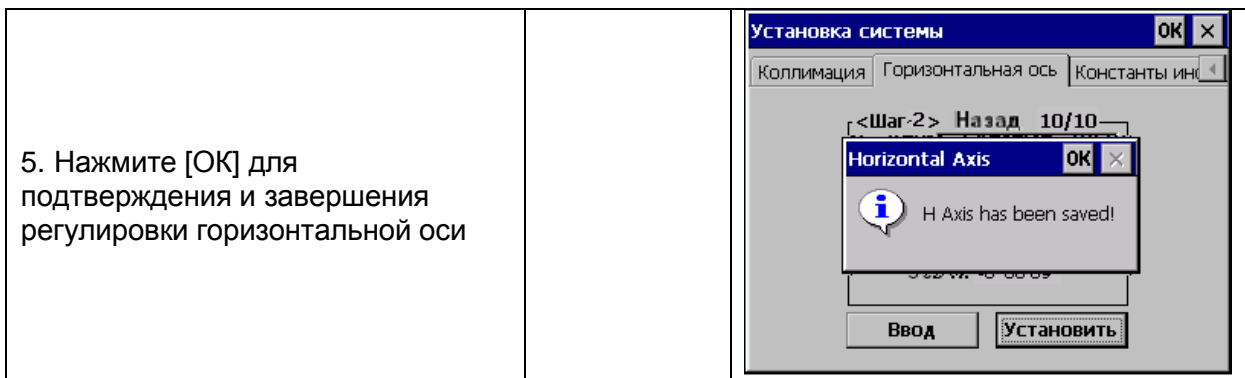 5. Нажмите [ОК] для
подтверждения и завершения
регулировки горизонтальной оси
Установка системы OK
Коллимация Горизонтальная ось Константы инс
<Шаг-2> Назад 10/10
Horizontal Axis OK
H Axis has been saved!
Ввод Установить